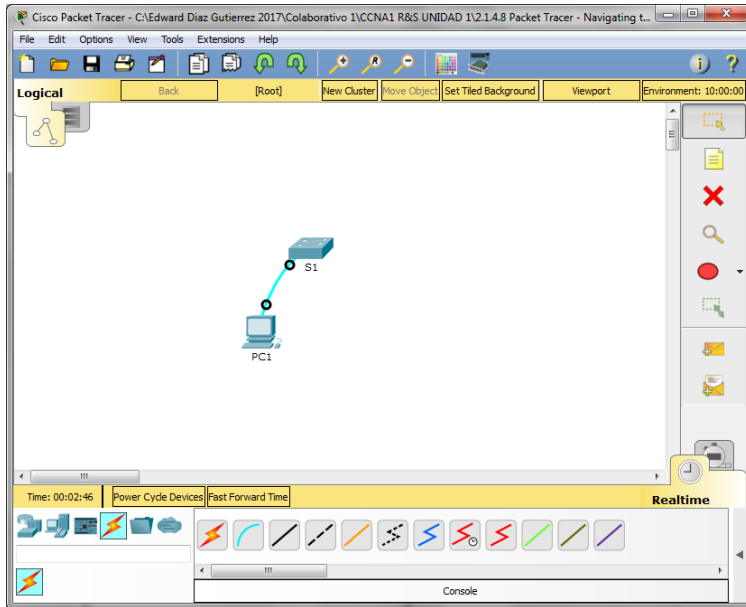 Cisco Packet Tracer - C:\Edward Diaz Gutierrez 2017\Colaborativo 1\CCNA1 R&S UNIDAD 1\2.1.4.8 Packet Tracer - Navigating t...
File Edit Options View Tools Extensions Help
Logical Back [Root] New Cluster Move Object Set Tiled Background Viewport Environment: 10:00:00
S1
PC1
Time: 00:02:46 Power Cycle Devices Fast Forward Time Realtime
Console